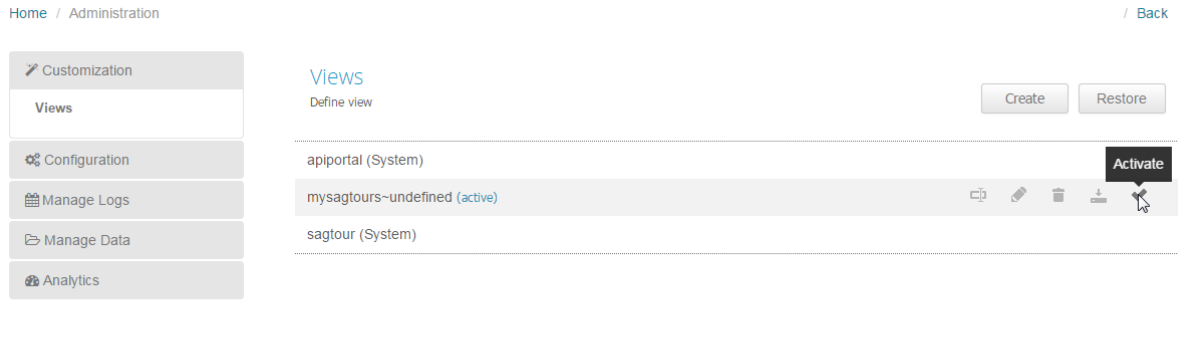 Home / Administration
/ Back
Customization
Views
Configuration
Manage Logs
Manage Data
Analytics
Views
Define view
Create
Restore
apiportal (System)
Activate
mysagtours~undefined (active)
sagtour (System)